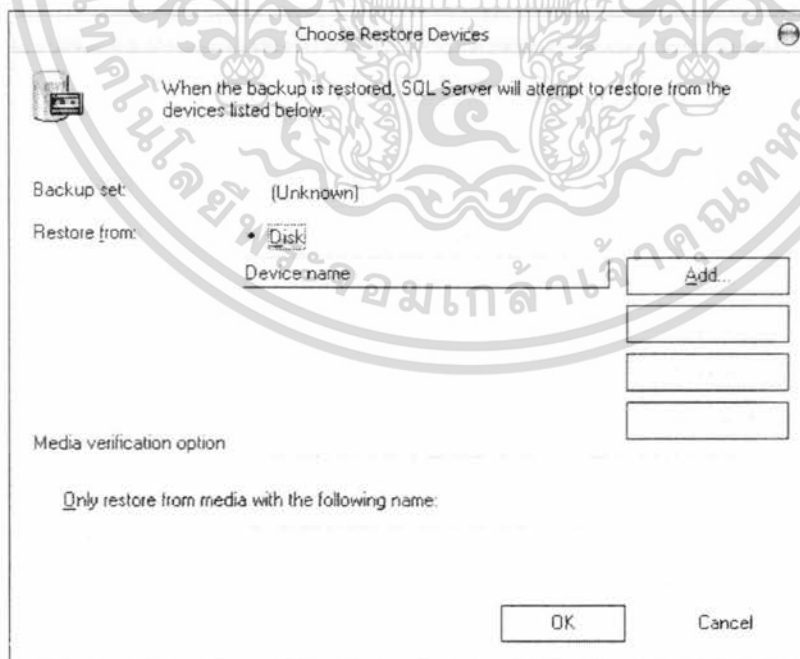 Choose Restore Devices
When the backup is restored, SQL Server will attempt to restore from the
devices listed below.
Backup set:
(Unknown)
Restore from:
Disk
Device name
Add...
Media verification option
Only restore from media with the following name:
OK
Cancel